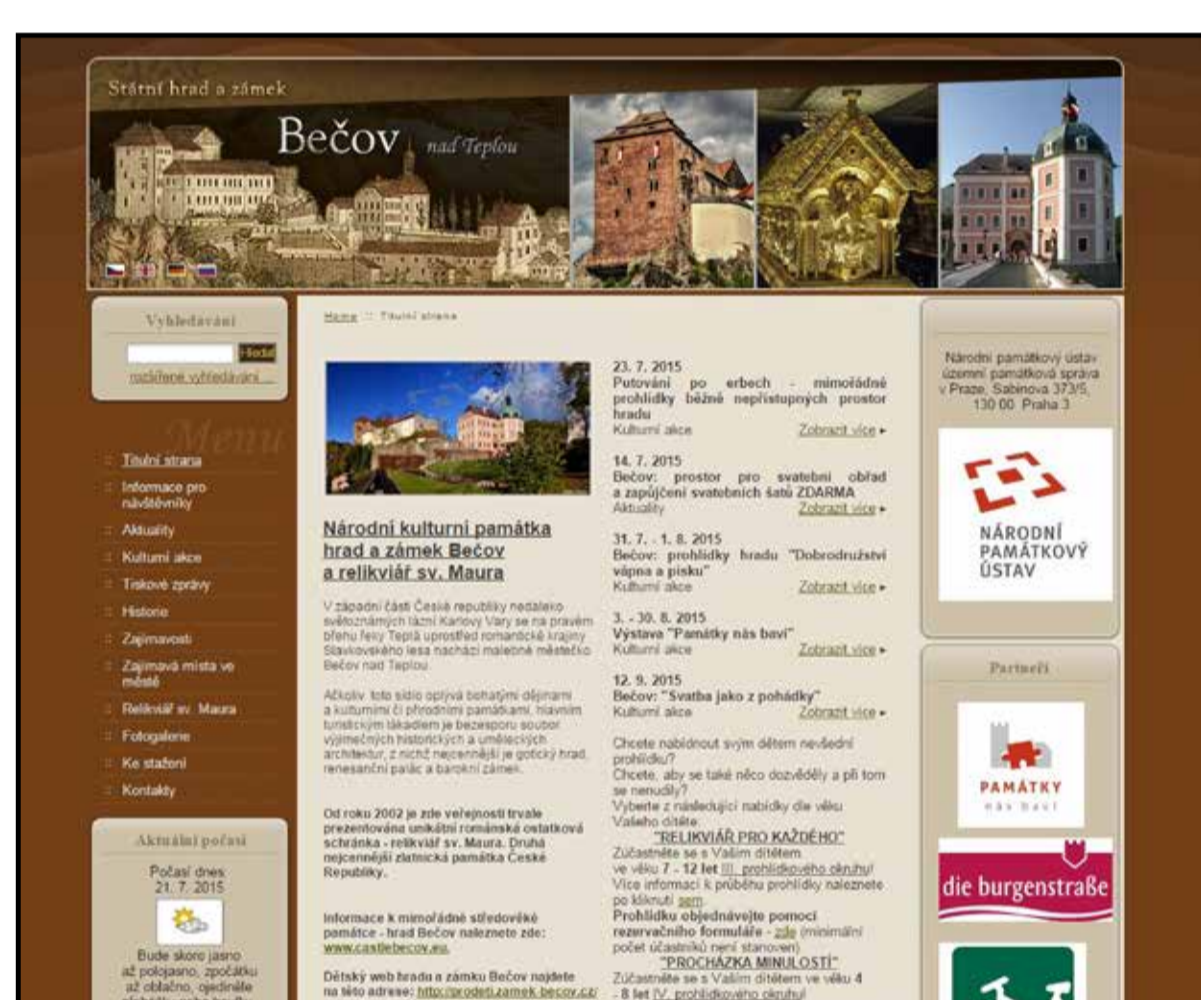 Státní hrad a zámek
Bečov nad Teplou
Vyhledávání
Hledat
rozšířené vyhledávání ...
Menu
Titulní strana
Informace pro
návštěvníky
Aktuality
Kulturní akce
Tiskové zprávy
Historie
Zajímavosti
Zajímavá místa ve
městě
Relikviář sv. Maura
Fotogalerie
Ke stažení
Kontakty
Aktuální počasí
Počasí dnes:
21. 7. 2015
Bude skoro jasno
až polojasno, zpočátku
až oblačno, ojediněle
Home :: Titulní strana
Národní kulturní památka
hrad a zámek Bečov
a relikviář sv. Maura
V západní části České republiky nedaleko
světoznámých lázní Karlovy Vary se na pravém
břehu řeky Teplá uprostřed romantické krajiny
Slavkovského lesa nachází malebné městečko
Bečov nad Teplou.
Ačkoliv toto sídlo oplývá bohatými dějinami
a kulturními či přírodními památkami, hlavním
turistickým lákadlem je bezesporu soubor
výjimečných historických a uměleckých
architektur, z nichž nejcennější je gotický hrad,
renesanční palác a barokní zámek.
Od roku 2002 je zde veřejnosti trvale
prezentována unikátní románská ostatková
schránka - relikviář sv. Maura. Druhá
nejcennější zlatnická památka České
Republiky.
Informace k mimořádné středověké
památce - hrad Bečov naleznete zde:
www.castlebecov.eu.
Dětský web hradu a zámku Bečov najdete
na této adrese: http://prodeti.zamek-becov.cz/
23. 7. 2015
Putování po erbech - mimořádné
prohlídky běžně nepřístupných prostor
hradu
Kulturní akce Zobrazit více
14. 7. 2015
Bečov: prostor pro svatební obřad
a zapůjčení svatebních šatů ZDARMA
Aktuality Zobrazit více
31. 7. - 1. 8. 2015
Bečov: prohlídky hradu "Dobrodružství
vápna a písku"
Kulturní akce Zobrazit více
3. - 30. 8. 2015
Výstava "Památky nás baví"
Kulturní akce Zobrazit více
12. 9. 2015
Bečov: "Svatba jako z pohádky"
Kulturní akce Zobrazit více
Chcete nabídnout svým dětem nevšední
prohlídku?
Chcete, aby se také něco dozvěděly a při tom
se nenudily?
Vyberte z následující nabídky dle věku
Vašeho dítěte:
"RELIKVIÁŘ PRO KAŽDÉHO"
Zúčastněte se s Vaším dítětem
ve věku 7 - 12 let III. prohlídkového okruhu!
Více informací k průběhu prohlídky naleznete
po kliknutí sem.
Prohlídku objednávejte pomocí
rezervačního formuláře - zde (minimální
počet účastníků není stanoven).
"PROCHÁZKA MINULOSTÍ"
Zúčastněte se s Vaším dítětem ve věku 4
- 8 let IV. prohlídkového okruhu!
Národní památkový ústav
územní památková správa
v Praze, Sabinova 373/5,
130 00 Praha 3
NÁRODNÍ
PAMÁTKOVÝ
ÚSTAV
Partneři
PAMÁTKY
nás baví
die burgenstraße